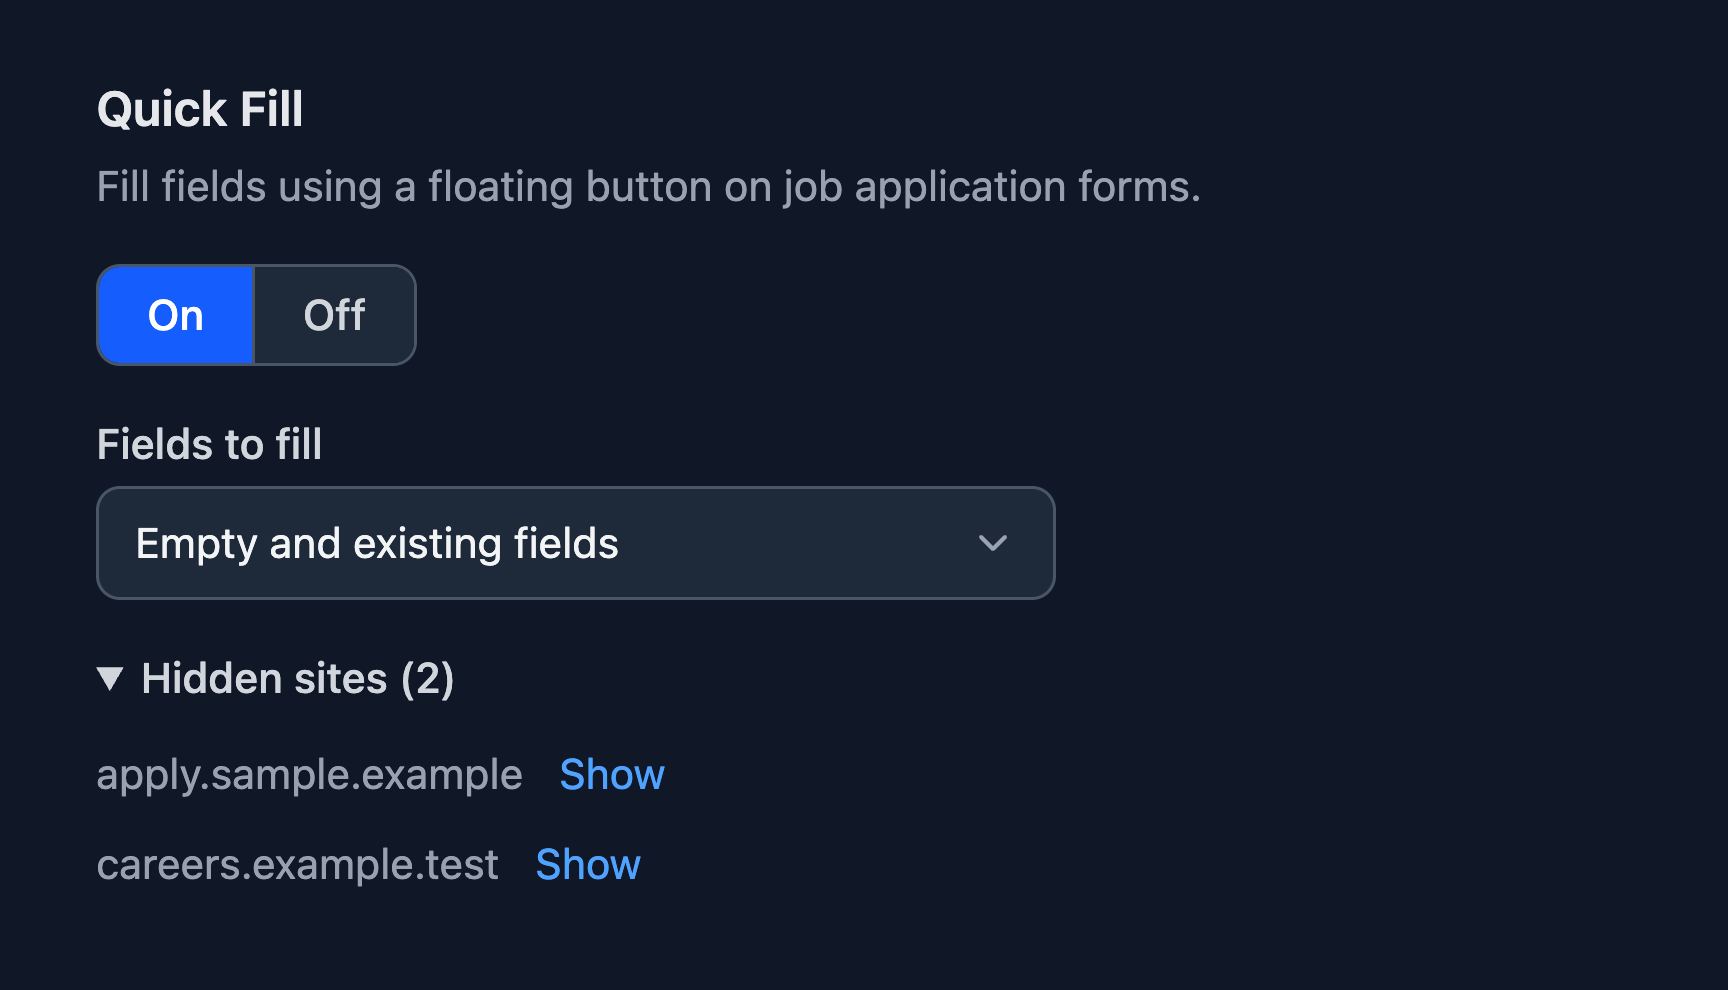 Quick Fill
Fill fields using a floating button on job application forms.
On Off
Fields to fill
Empty and existing fields
Hidden sites (2)
apply.sample.example Show
careers.example.test Show